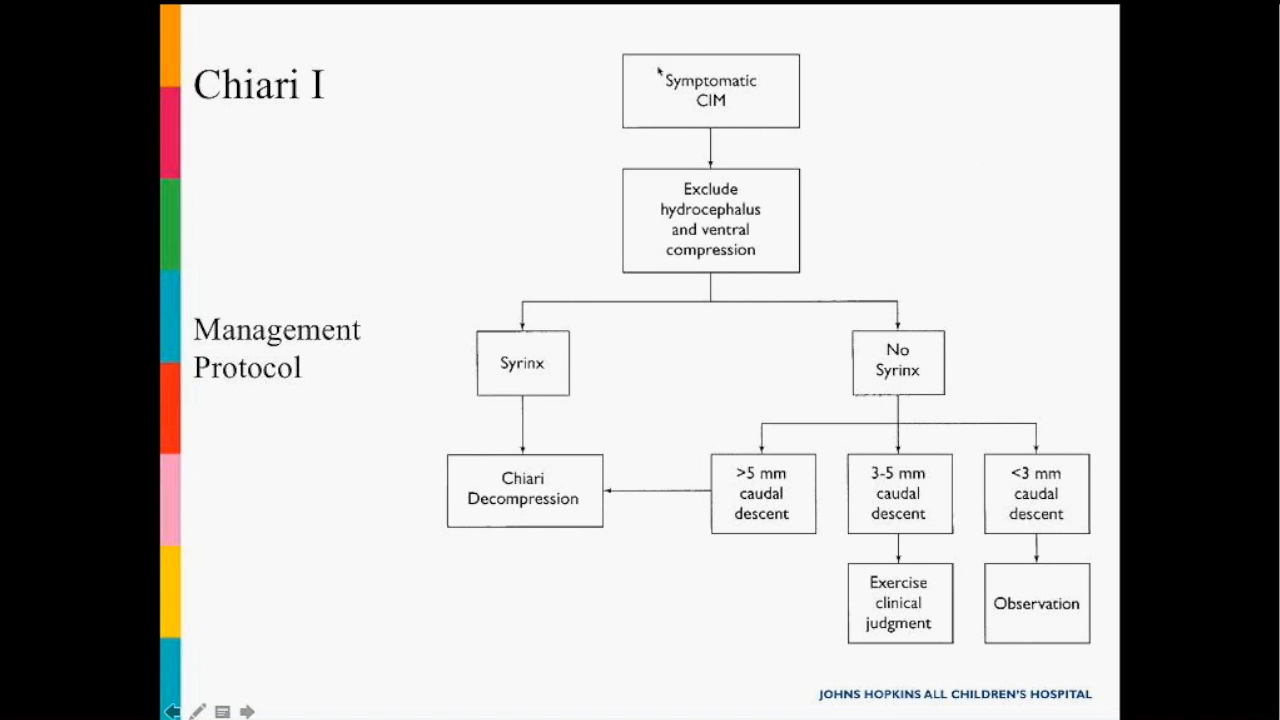 Chiari I
Management
Protocol
Symptomatic
CIM
Exclude
hydrocephalus
and ventral
compression
Syrinx
No
Syrinx
Chiari
Decompression
>5 mm
caudal
descent
3-5 mm
caudal
descent
<3 mm
caudal
descent
Exercise
clinical
judgment
Observation
JOHNS HOPKINS ALL CHILDREN'S HOSPITAL